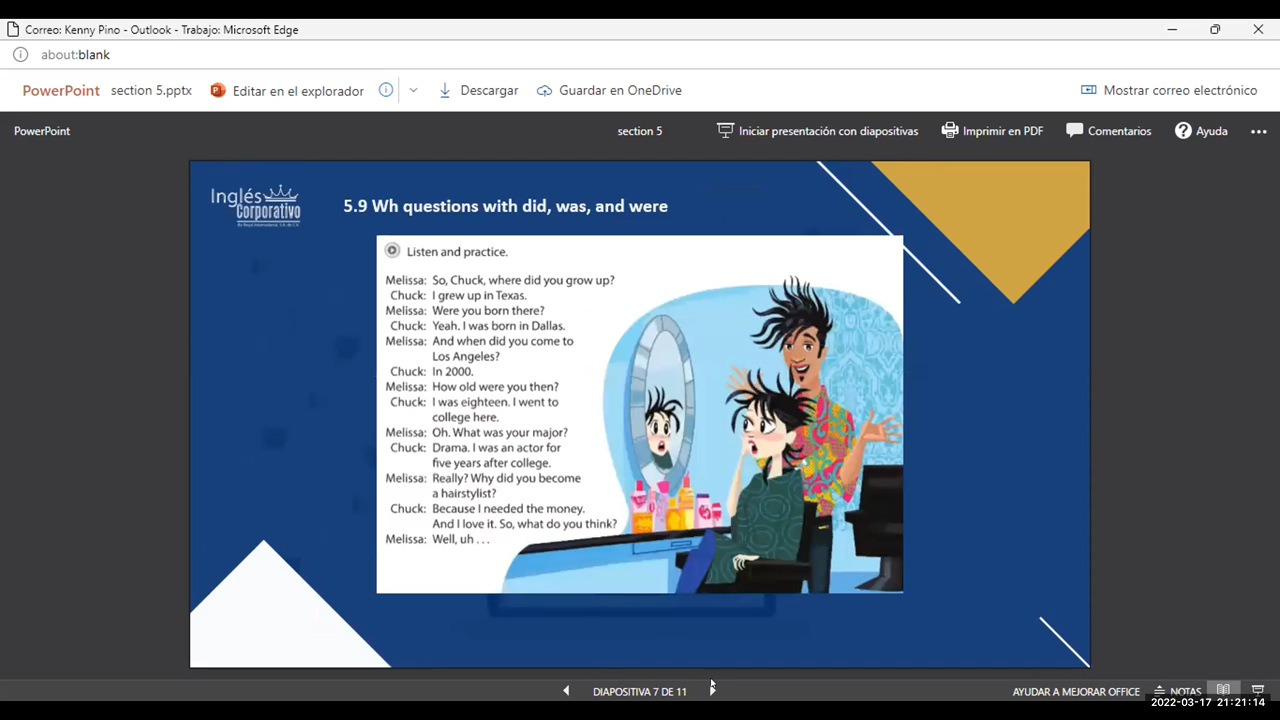 Correo: Kenny Pino - Outlook - Trabajo: Microsoft Edge
about:blank
PowerPoint section 5.pptx Editar en el explorador Descargar Guardar en OneDrive Mostrar correo electrónico
PowerPoint section 5 Iniciar presentación con diapositivas Imprimir en PDF Comentarios Ayuda
Inglés
Corporativo
5.9 Wh questions with did, was, and were
Listen and practice.
Melissa: So, Chuck, where did you grow up?
Chuck: I grew up in Texas.
Melissa: Were you born there?
Chuck: Yeah. I was born in Dallas.
Melissa: And when did you come to
Los Angeles?
Chuck: In 2000.
Melissa: How old were you then?
Chuck: I was eighteen. I went to
college here.
Melissa: Oh. What was your major?
Chuck: Drama. I was an actor for
five years after college.
Melissa: Really? Why did you become
a hairstylist?
Chuck: Because I needed the money.
And I love it. So, what do you think?
Melissa: Well, uh . . .
DIAPOSITIVA 7 DE 11 AYUDAR A MEJORAR OFFICE NOTAS
2022-03-17 21:21:14